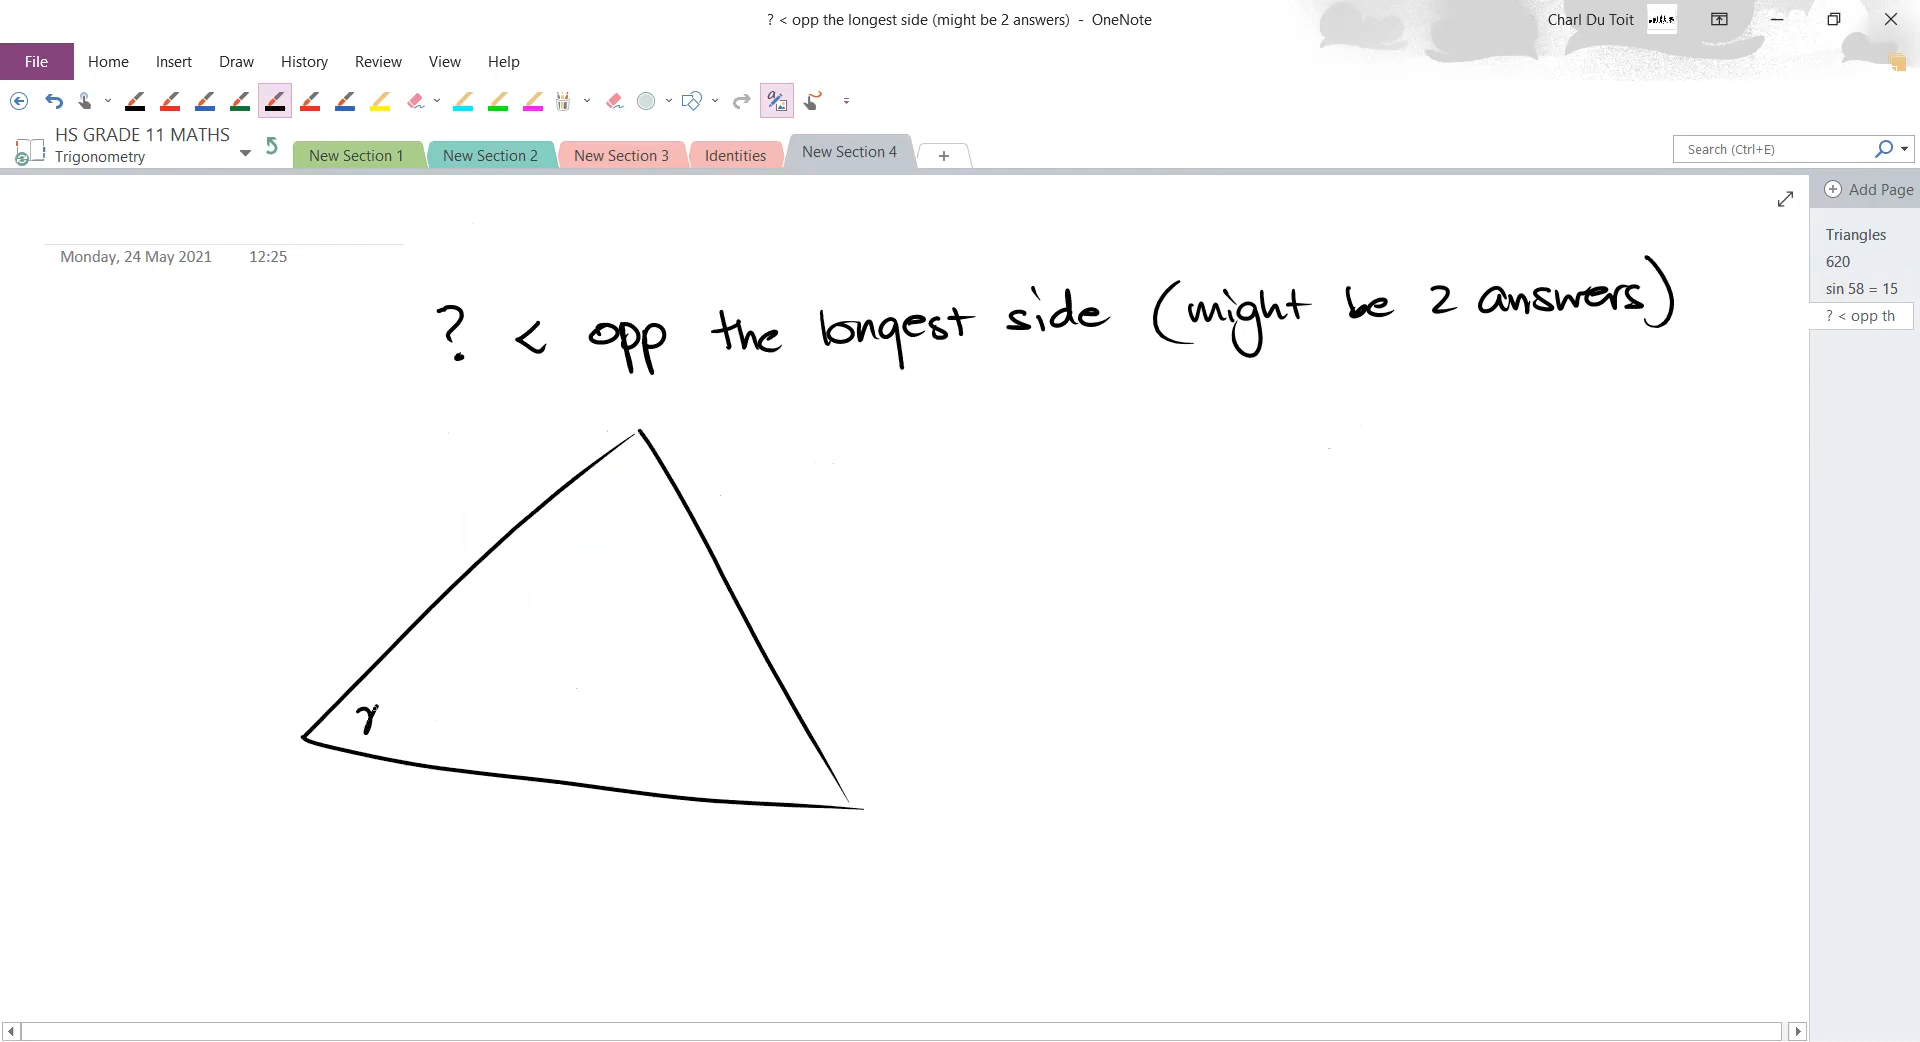 ? < opp the longest side (might be 2 answers) - OneNote
Charl Du Toit
File Home Insert Draw History Review View Help
HS GRADE 11 MATHS
Trigonometry
New Section 1 New Section 2 New Section 3 Identities New Section 4
Search (Ctrl+E)
Add Page
Triangles
620
sin 58 = 15
? < opp th
Monday, 24 May 2021 12:25
? < opp the longest side (might be 2 answers)